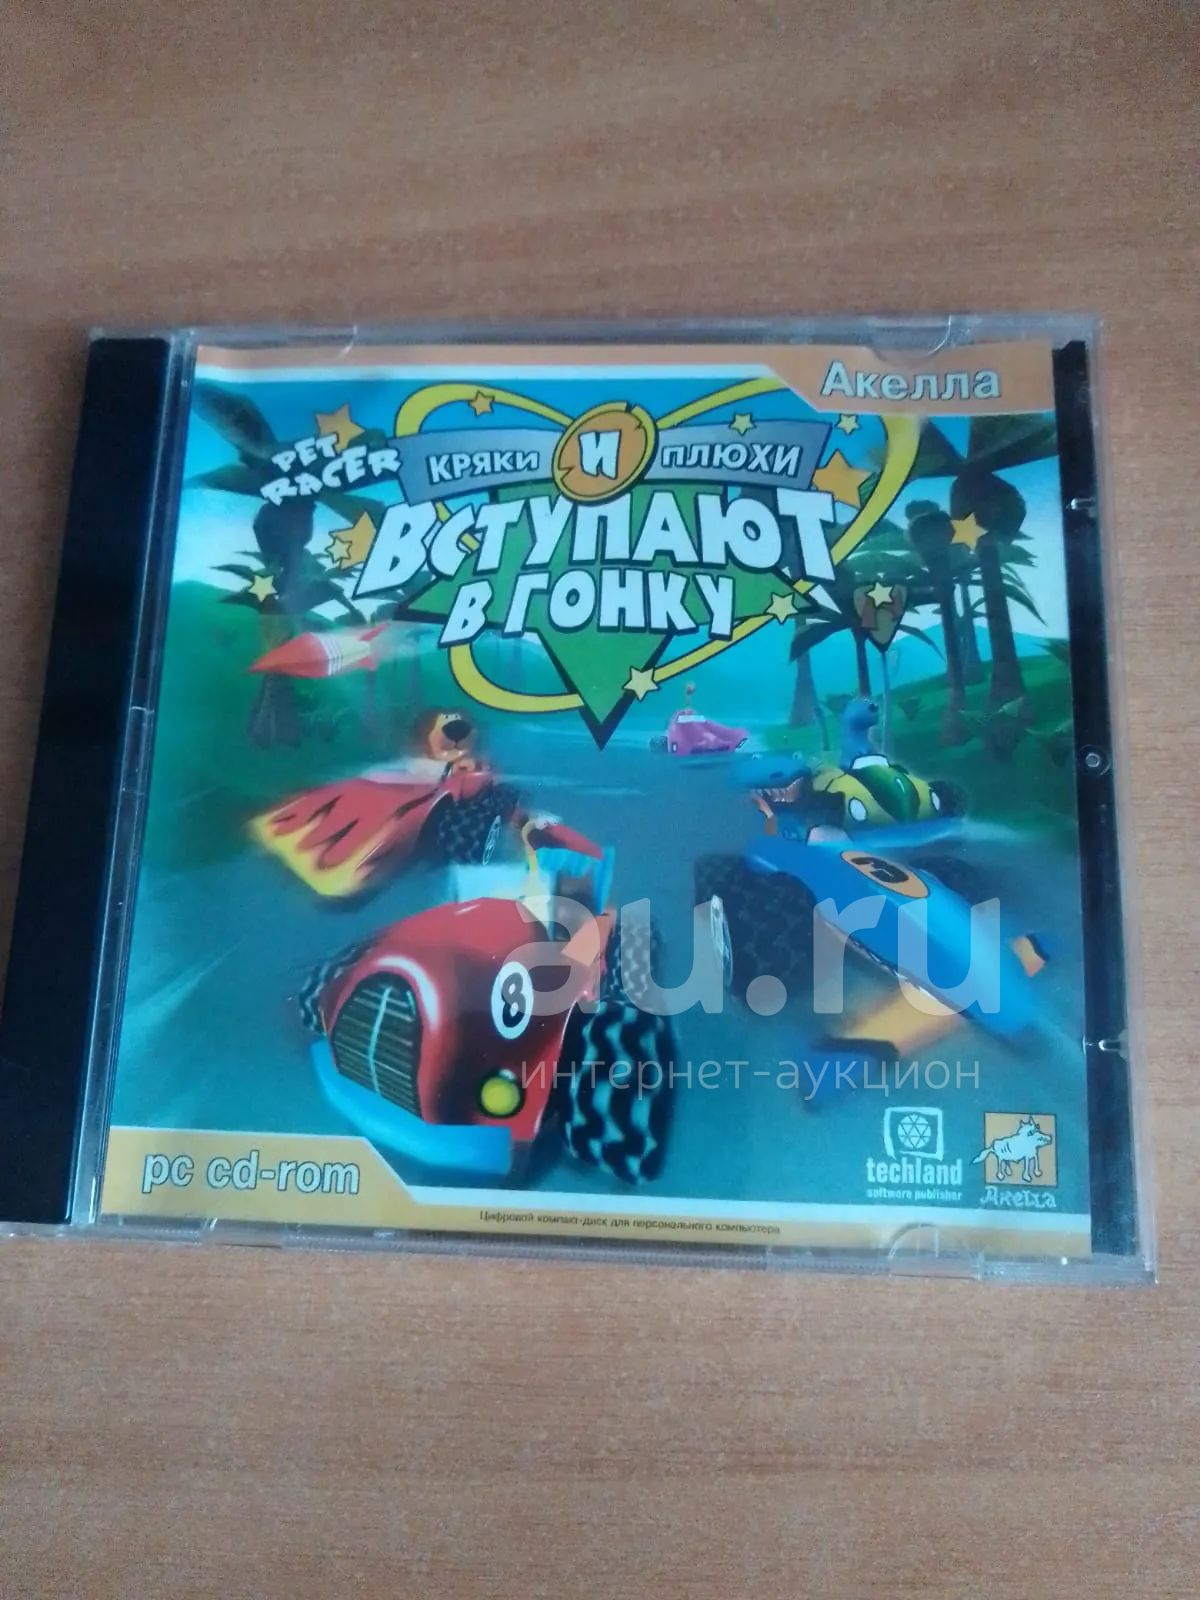 Акелла
PET
RACER
КРЯКИ И ПЛЮХИ
ВСТУПАЮТ
В ГОНКУ
3
8
au.ru
интернет-аукцион
techland
software publisher
Акелла
pc cd-rom
Цифровой компакт-диск для персонального компьютера